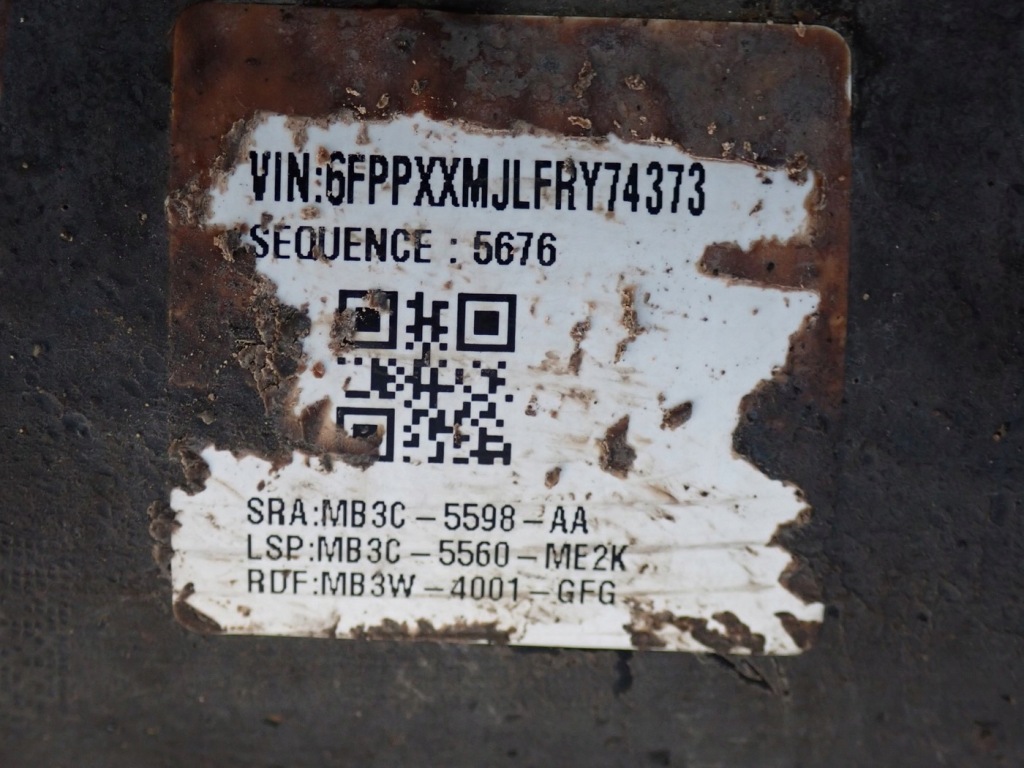 VIN:6FPPXXMJLFRY74373
SEQUENCE : 5676
SRA:MB3C-5598-AA
LSP:MB3C-5560-ME2K
RDF:MB3W-4001-GFG